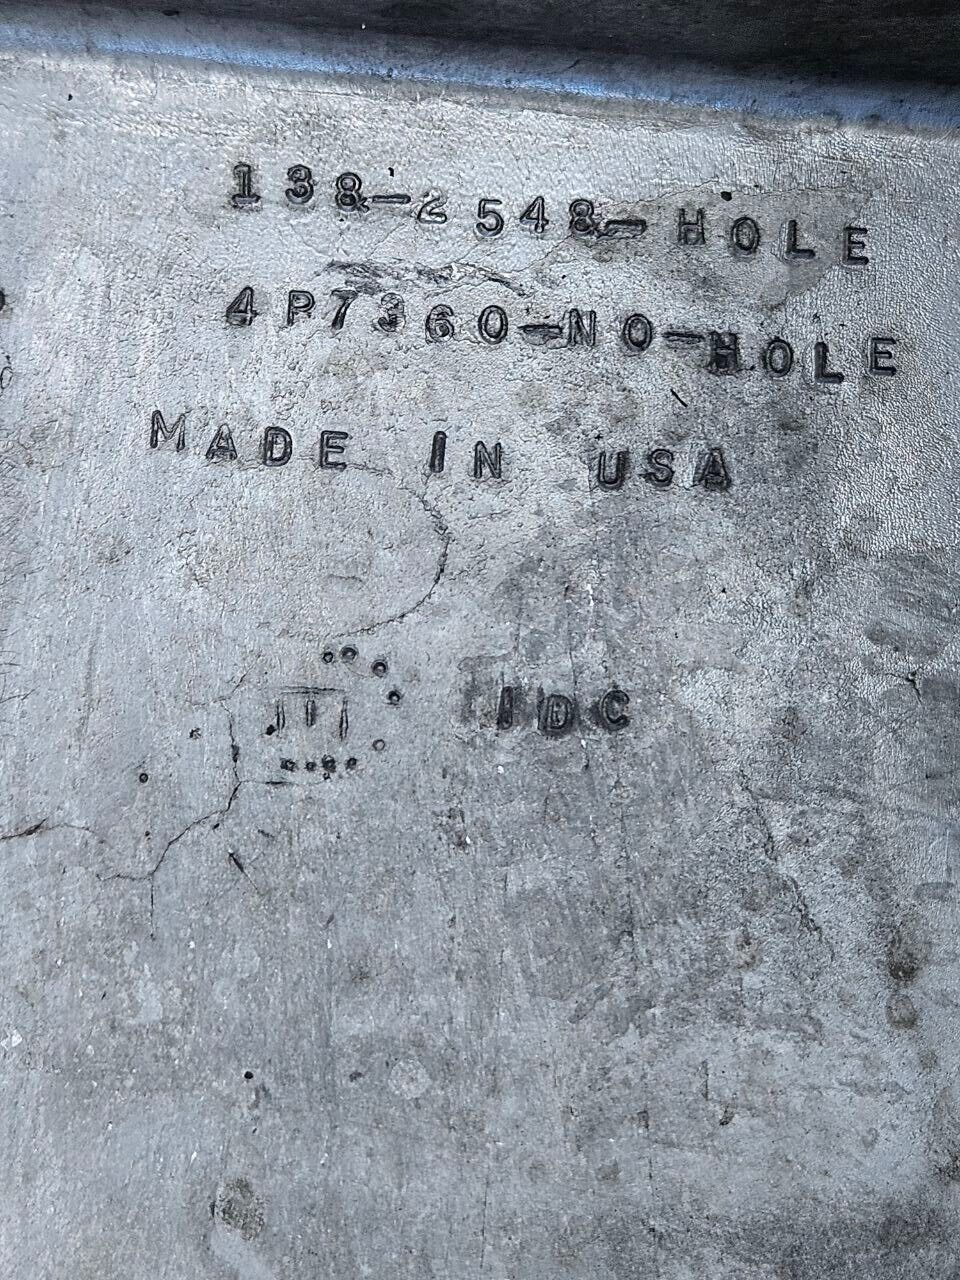 138-2548-HOLE
4P7360-NO-HOLE
MADE IN USA
IDC